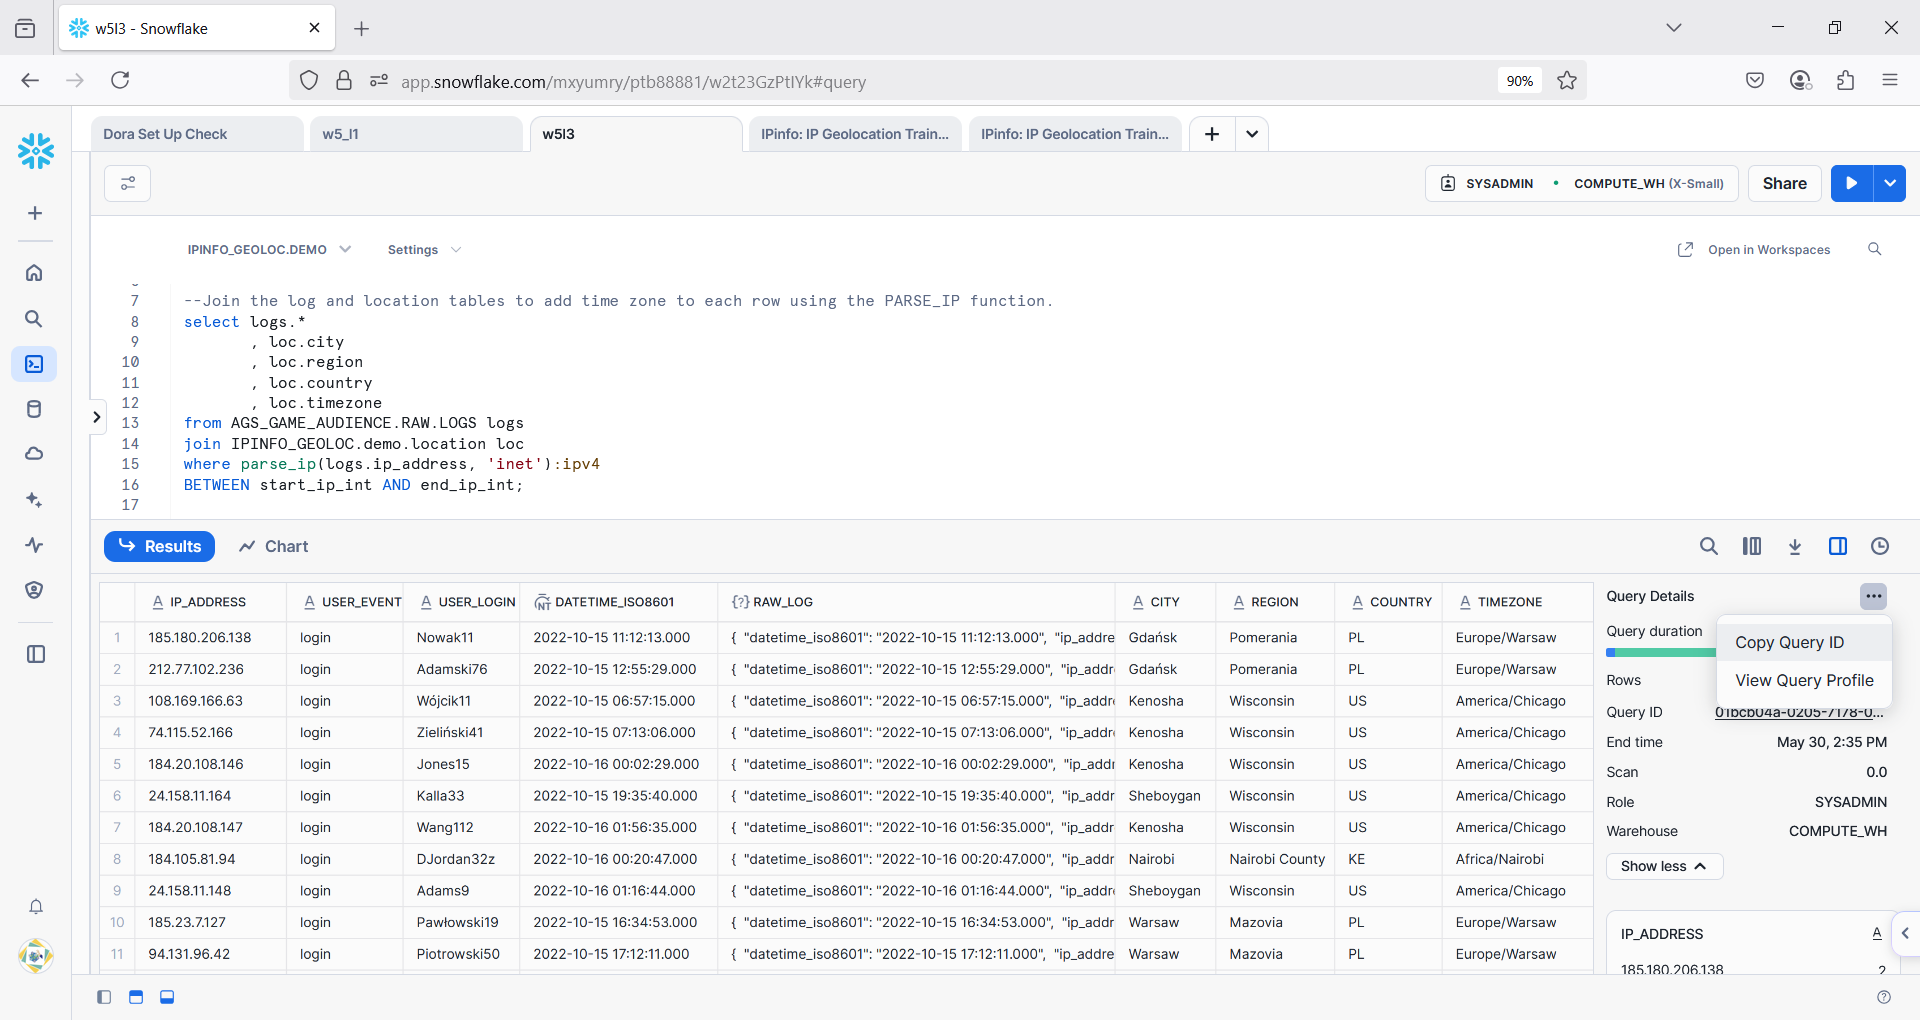 w5l3 - Snowflake
app.snowflake.com/mxyumry/ptb88881/w2t23GzPtIYk#query
90%
Dora Set Up Check
w5_l1
w5l3
IPinfo: IP Geolocation Train...
IPinfo: IP Geolocation Train...
SYSADMIN
COMPUTE_WH (X-Small)
Share
IPINFO_GEOLOC.DEMO
Settings
Open in Workspaces
7 --Join the log and location tables to add time zone to each row using the PARSE_IP function.
8 select logs.*
9 , loc.city
10 , loc.region
11 , loc.country
12 , loc.timezone
13 from AGS_GAME_AUDIENCE.RAW.LOGS logs
14 join IPINFO_GEOLOC.demo.location loc
15 where parse_ip(logs.ip_address, 'inet'):ipv4
16 BETWEEN start_ip_int AND end_ip_int;
17
Results
Chart
IP_ADDRESS USER_EVENT USER_LOGIN DATETIME_ISO8601 RAW_LOG CITY REGION COUNTRY TIMEZONE
1 185.180.206.138 login Nowak11 2022-10-15 11:12:13.000 { "datetime_iso8601": "2022-10-15 11:12:13.000", "ip_addre Gdańsk Pomerania PL Europe/Warsaw
2 212.77.102.236 login Adamski76 2022-10-15 12:55:29.000 { "datetime_iso8601": "2022-10-15 12:55:29.000", "ip_addr Gdańsk Pomerania PL Europe/Warsaw
3 108.169.166.63 login Wójcik11 2022-10-15 06:57:15.000 { "datetime_iso8601": "2022-10-15 06:57:15.000", "ip_addr Kenosha Wisconsin US America/Chicago
4 74.115.52.166 login Zieliński41 2022-10-15 07:13:06.000 { "datetime_iso8601": "2022-10-15 07:13:06.000", "ip_addr Kenosha Wisconsin US America/Chicago
5 184.20.108.146 login Jones15 2022-10-16 00:02:29.000 { "datetime_iso8601": "2022-10-16 00:02:29.000", "ip_addr Kenosha Wisconsin US America/Chicago
6 24.158.11.164 login Kalla33 2022-10-15 19:35:40.000 { "datetime_iso8601": "2022-10-15 19:35:40.000", "ip_addr Sheboygan Wisconsin US America/Chicago
7 184.20.108.147 login Wang112 2022-10-16 01:56:35.000 { "datetime_iso8601": "2022-10-16 01:56:35.000", "ip_addr Kenosha Wisconsin US America/Chicago
8 184.105.81.94 login DJordan32z 2022-10-16 00:20:47.000 { "datetime_iso8601": "2022-10-16 00:20:47.000", "ip_addr Nairobi Nairobi County KE Africa/Nairobi
9 24.158.11.148 login Adams9 2022-10-16 01:16:44.000 { "datetime_iso8601": "2022-10-16 01:16:44.000", "ip_addr Sheboygan Wisconsin US America/Chicago
10 185.23.7.127 login Pawłowski19 2022-10-15 16:34:53.000 { "datetime_iso8601": "2022-10-15 16:34:53.000", "ip_addr Warsaw Mazovia PL Europe/Warsaw
11 94.131.96.42 login Piotrowski50 2022-10-15 17:12:11.000 { "datetime_iso8601": "2022-10-15 17:12:11.000", "ip_addre Warsaw Mazovia PL Europe/Warsaw
Query Details
...
Query duration
Copy Query ID
View Query Profile
Rows
Query ID 01bcb04a-0205-7178-0...
End time May 30, 2:35 PM
Scan 0.0
Role SYSADMIN
Warehouse COMPUTE_WH
Show less
IP_ADDRESS A
185.180.206.138 2